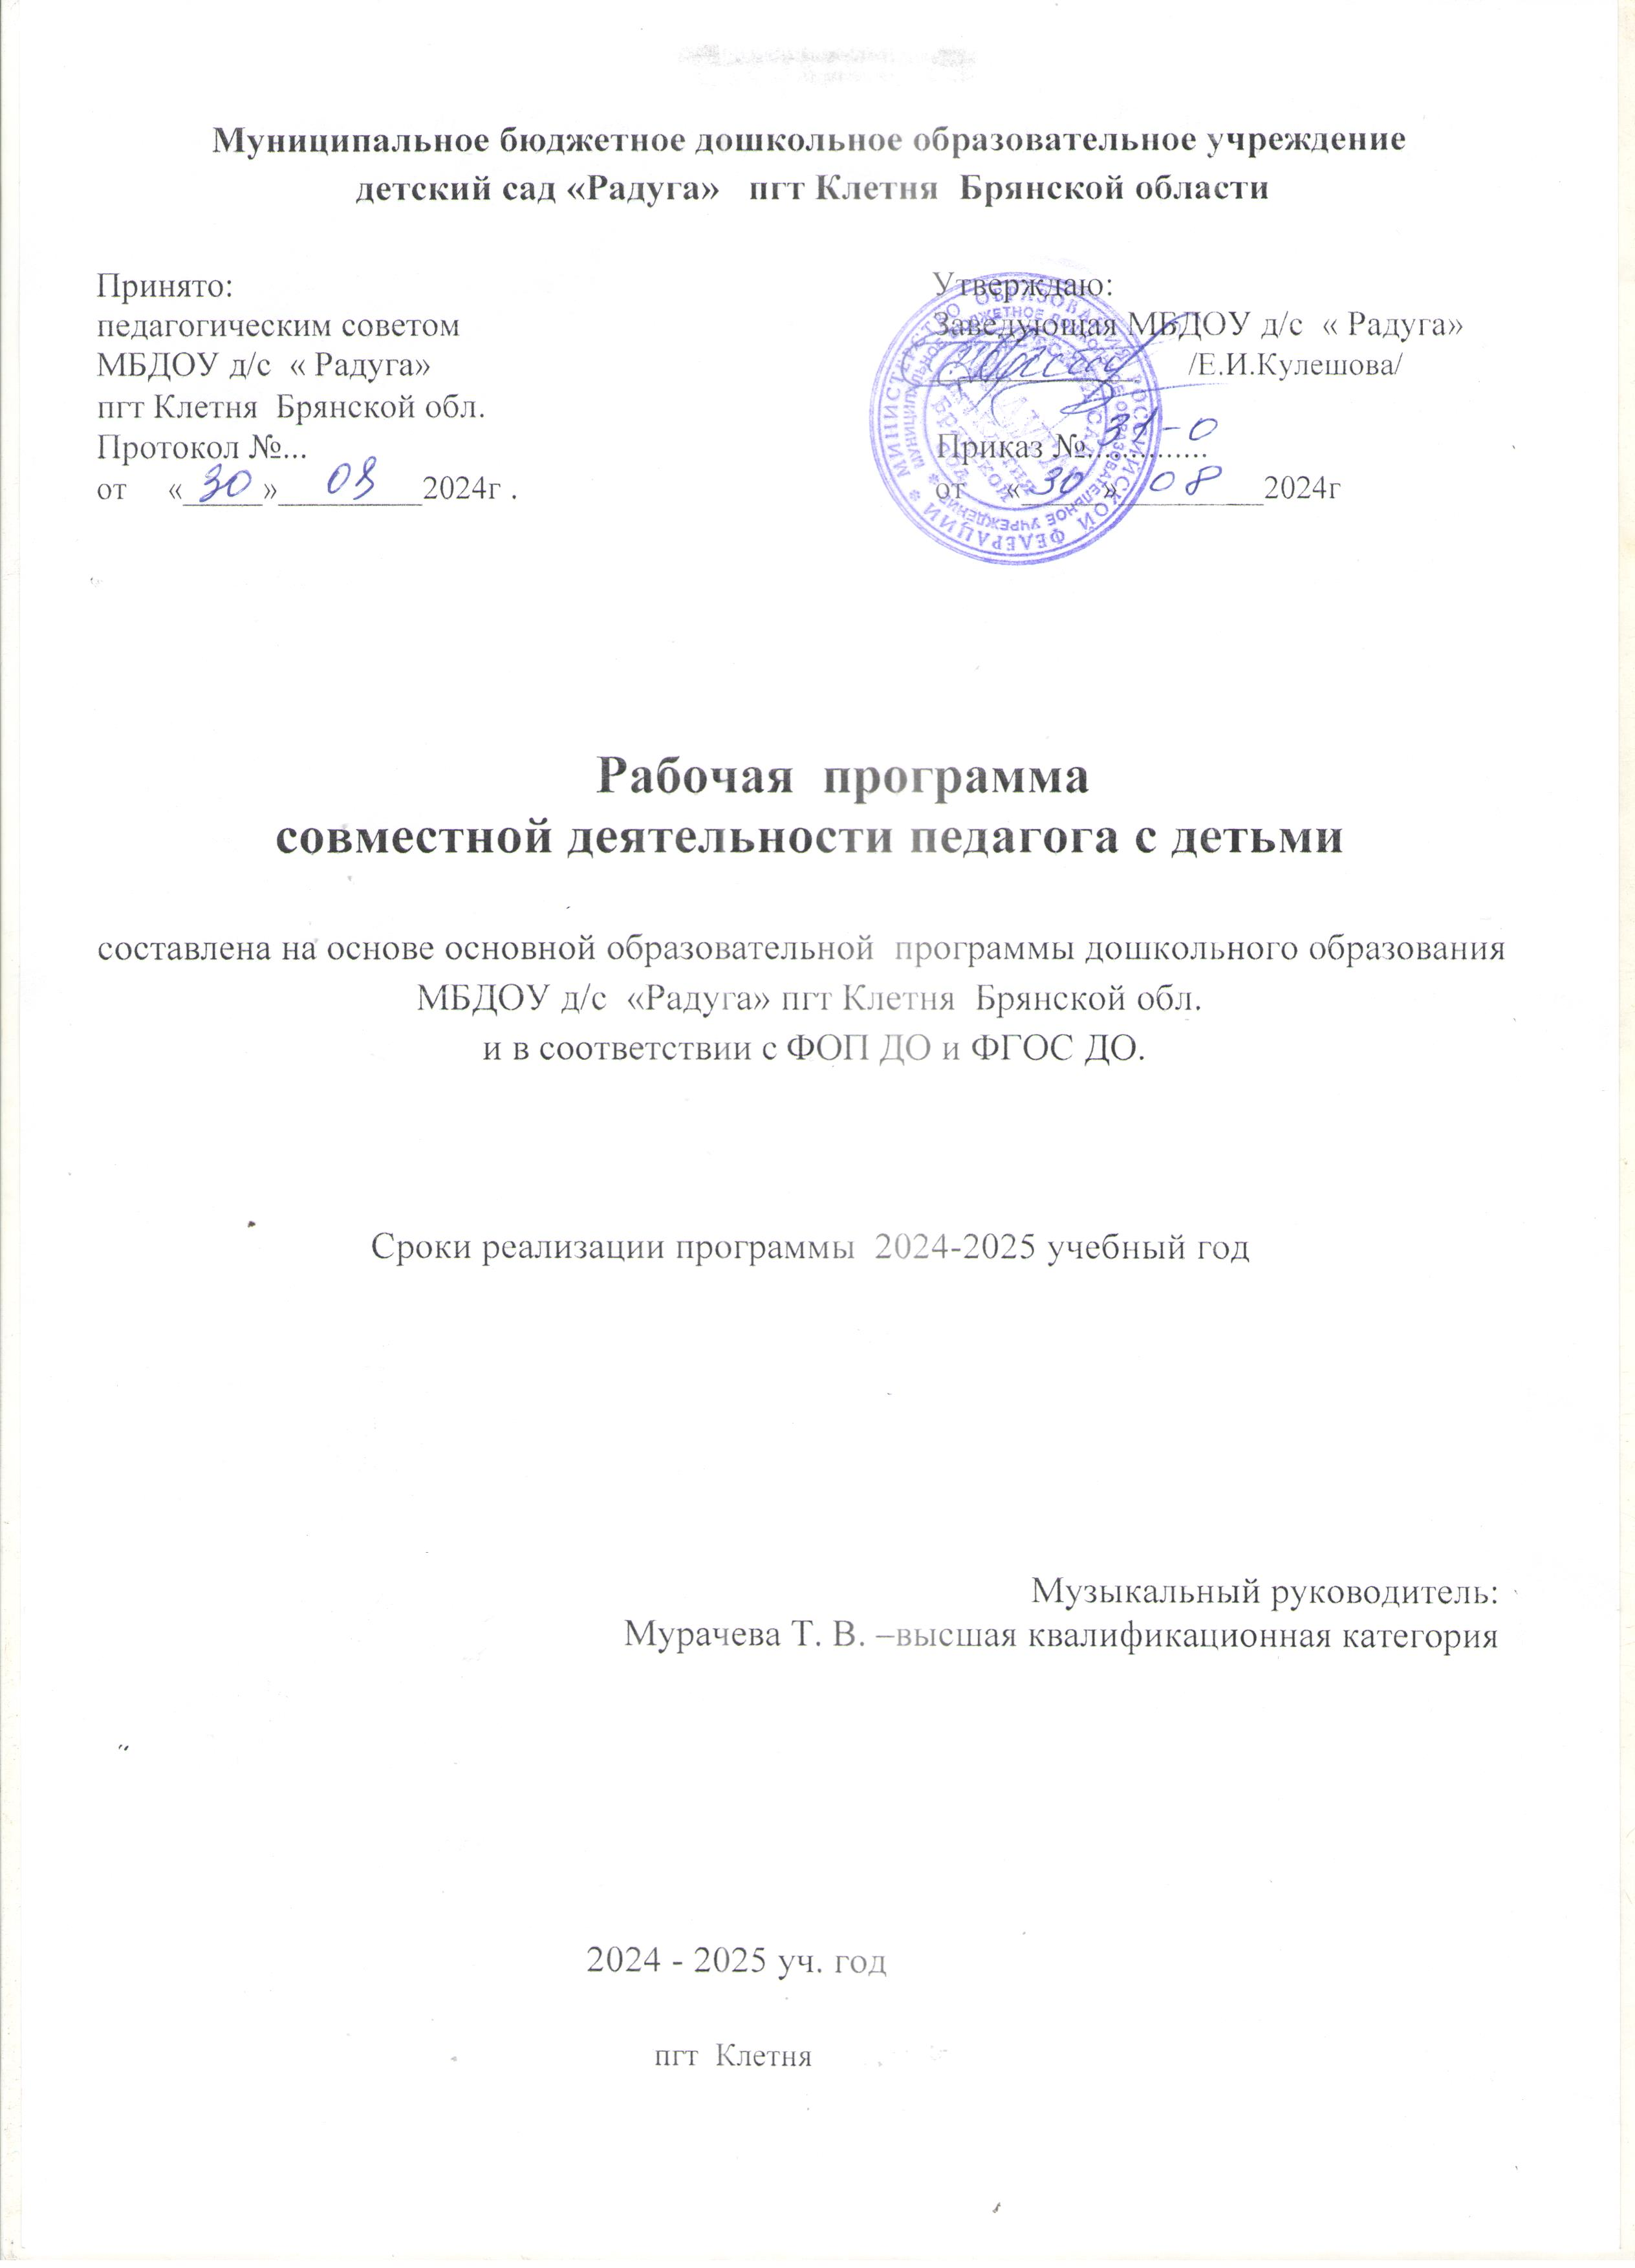 Муниципальное бюджетное дошкольное образовательное учреждение
детский сад «Радуга» пгт Клетня Брянской области
Принято:
педагогическим советом
МБДОУ д/с « Радуга»
пгт Клетня Брянской обл.
Протокол №...
от « 30 » 08 2024г .
Утверждаю:
Заведующая МБДОУ д/с « Радуга»
/Е.И.Кулешова/
Приказ №..............
от « 30 » 08 2024г
МИНИСТЕРСТВО ОБРАЗОВАНИЯ РОССИЙСКОЙ ФЕДЕРАЦИИ
Рабочая программа
совместной деятельности педагога с детьми
составлена на основе основной образовательной программы дошкольного образования
МБДОУ д/с «Радуга» пгт Клетня Брянской обл.
и в соответствии с ФОП ДО и ФГОС ДО.
Сроки реализации программы 2024-2025 учебный год
Музыкальный руководитель:
Мурачева Т. В. –высшая квалификационная категория
2024 - 2025 уч. год
пгт Клетня